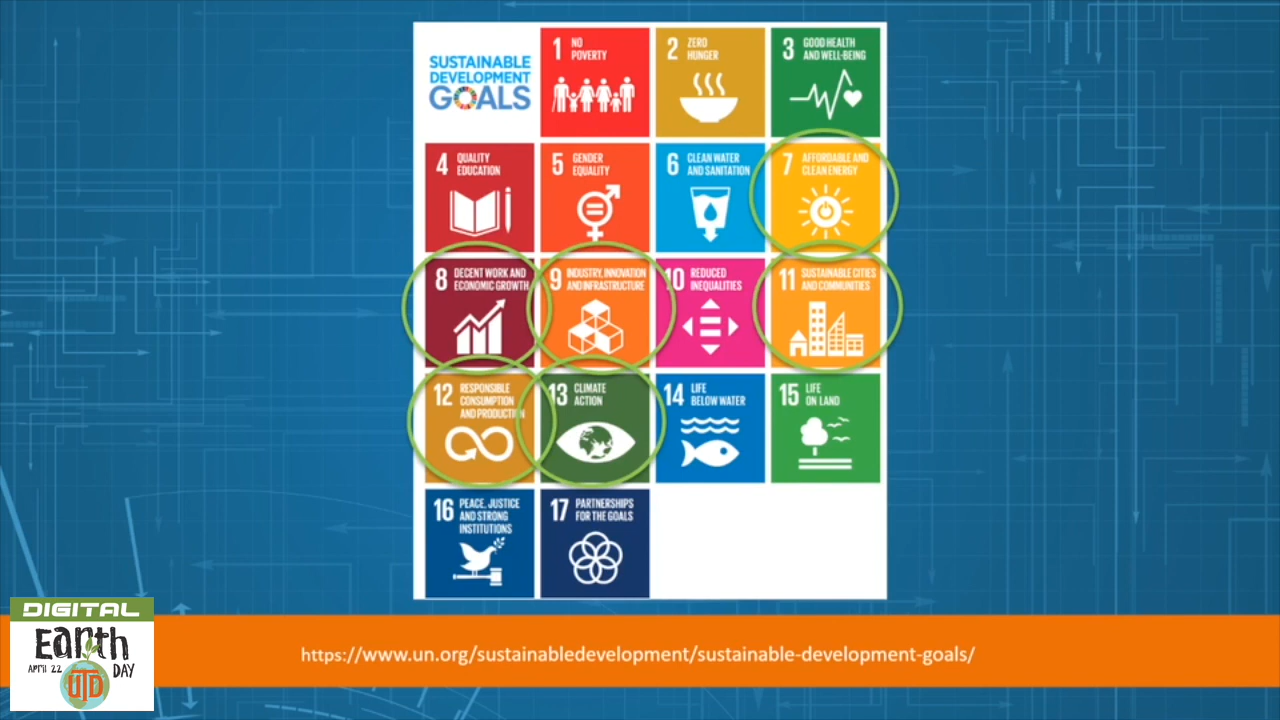 SUSTAINABLE
DEVELOPMENT
GOALS
1 NO
POVERTY
2 ZERO
HUNGER
3 GOOD HEALTH
AND WELL-BEING
4 QUALITY
EDUCATION
5 GENDER
EQUALITY
6 CLEAN WATER
AND SANITATION
7 AFFORDABLE AND
CLEAN ENERGY
8 DECENT WORK AND
ECONOMIC GROWTH
9 INDUSTRY, INNOVATION
AND INFRASTRUCTURE
10 REDUCED
INEQUALITIES
11 SUSTAINABLE CITIES
AND COMMUNITIES
12 RESPONSIBLE
CONSUMPTION
AND PRODUCTION
13 CLIMATE
ACTION
14 LIFE
BELOW WATER
15 LIFE
ON LAND
16 PEACE, JUSTICE
AND STRONG
INSTITUTIONS
17 PARTNERSHIPS
FOR THE GOALS
DIGITAL
Earth
APRIL 22 DAY
UTD
https://www.un.org/sustainabledevelopment/sustainable-development-goals/